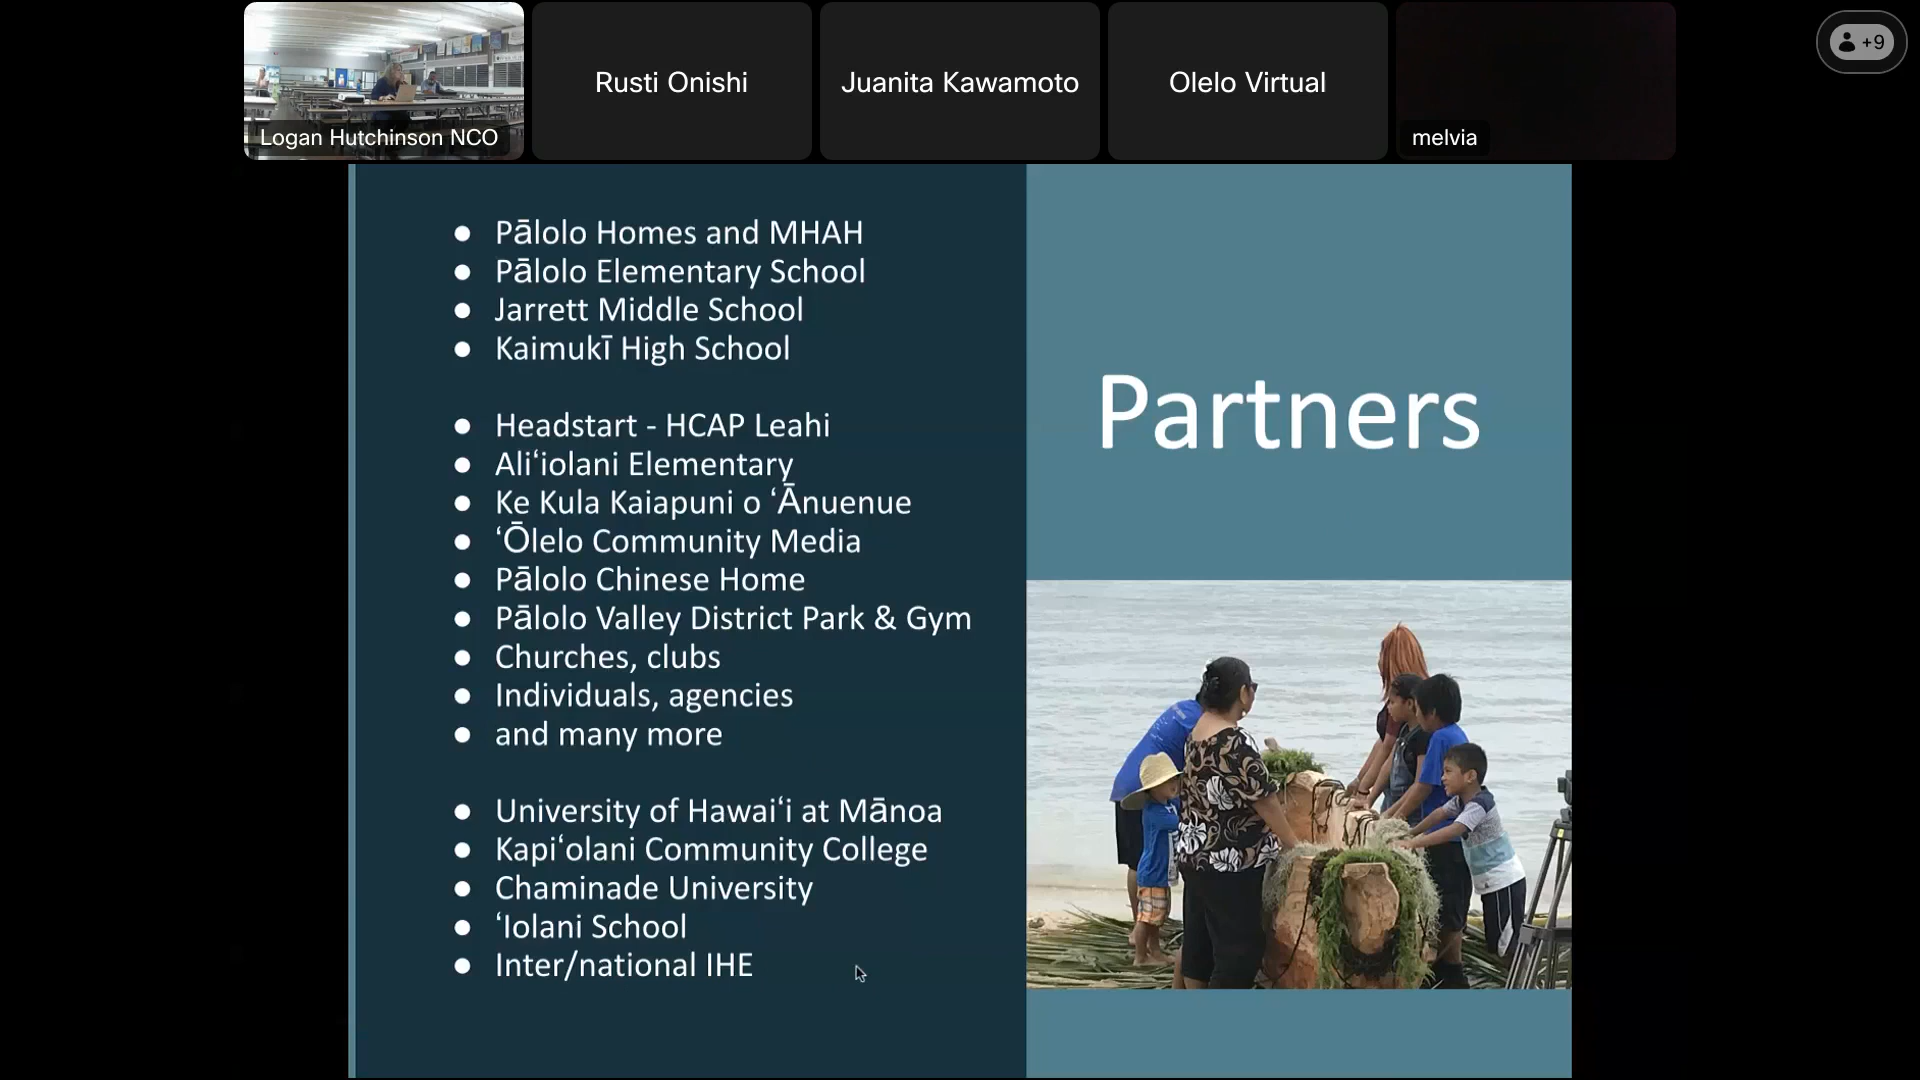 Logan Hutchinson NCO
Rusti Onishi
Juanita Kawamoto
Olelo Virtual
melvia
+9
● Pālolo Homes and MHAH
● Pālolo Elementary School
● Jarrett Middle School
● Kaimukī High School
● Headstart - HCAP Leahi
● Aliʻiolani Elementary
● Ke Kula Kaiapuni o ʻĀnuenue
● ʻŌlelo Community Media
● Pālolo Chinese Home
● Pālolo Valley District Park & Gym
● Churches, clubs
● Individuals, agencies
● and many more
● University of Hawaiʻi at Mānoa
● Kapiʻolani Community College
● Chaminade University
● ʻIolani School
● Inter/national IHE
Partners